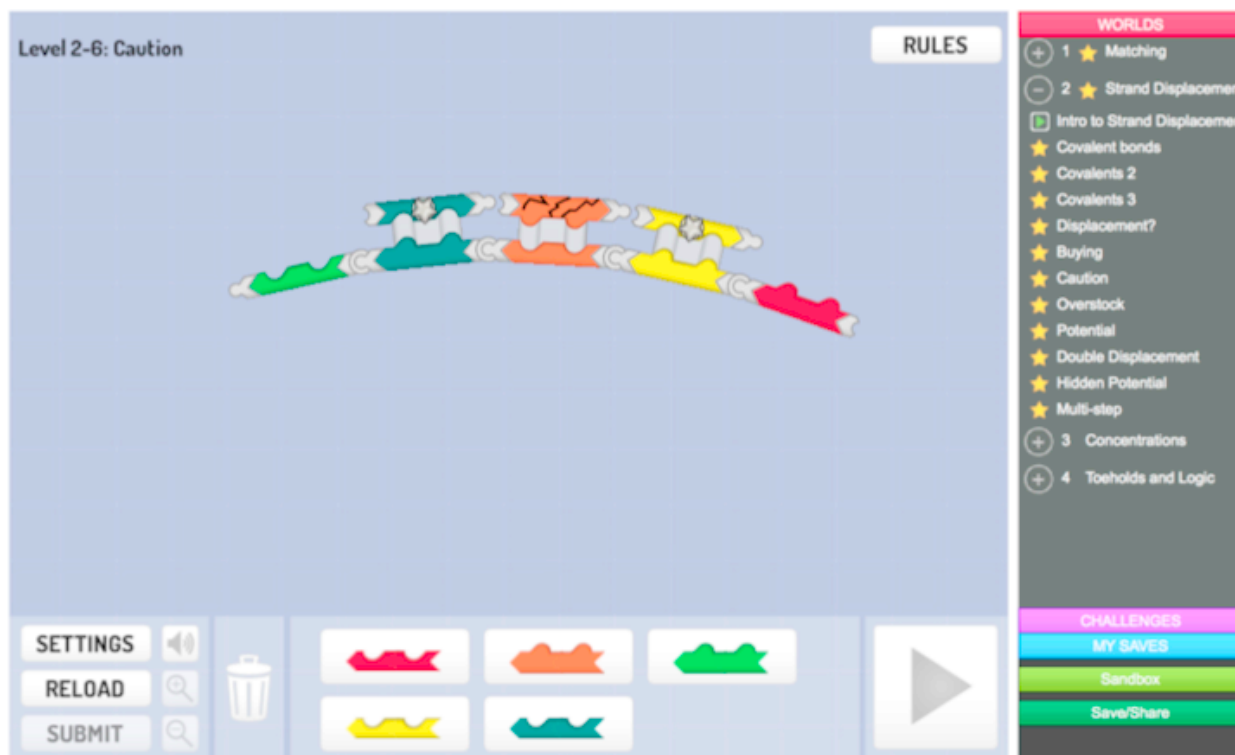 Level 2-6: Caution
RULES
WORLDS
1 Matching
2 Strand Displacemer
Intro to Strand Displaceme
Covalent bonds
Covalents 2
Covalents 3
Displacement?
Buying
Caution
Overstock
Potential
Double Displacement
Hidden Potential
Multi-step
3 Concentrations
4 Toeholds and Logic
SETTINGS
RELOAD
SUBMIT
CHALLENGES
MY SAVES
Sandbox
Save/Share